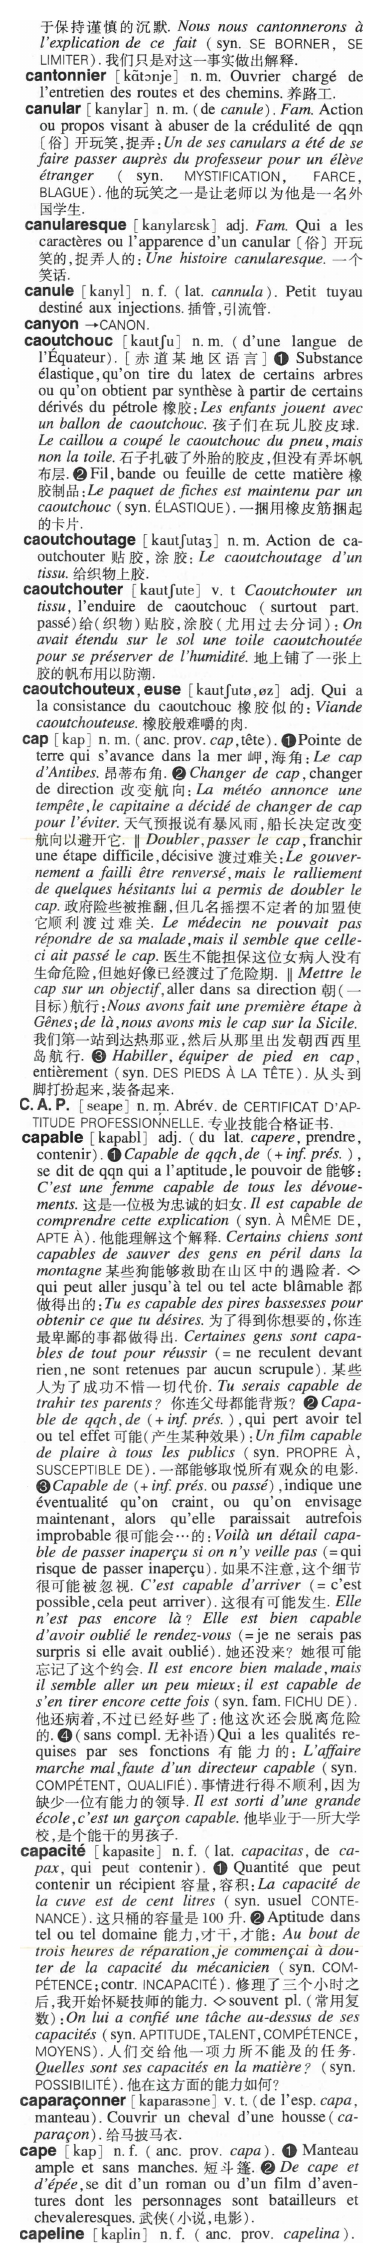 于保持谨慎的沉默. Nous nous cantonnerons à
l'explication de ce fait ( syn. SE BORNER, SE
LIMITER ) . 我们只是对这一事实做出解释.
cantonnier [ kɑ̃tɔnje ] n. m. Ouvrier chargé de
l'entretien des routes et des chemins. 养路工.
canular [ kanylar ] n. m. ( de canule ) . Fam. Action
ou propos visant à abuser de la crédulité de qqn
〔俗〕开玩笑,捉弄:Un de ses canulars a été de se
faire passer auprès du professeur pour un élève
étranger ( syn. MYSTIFICATION, FARCE,
BLAGUE ) . 他的玩笑之一是让老师以为他是一名外
国学生.
canularesque [ kanylarɛsk ] adj. Fam. Qui a les
caractères ou l'apparence d'un canular 〔俗〕开玩
笑的,捉弄人的:Une histoire canularesque. 一个
笑话.
canule [ kanyl ] n. f. ( lat. cannula ) . Petit tuyau
destiné aux injections. 插管,引流管.
canyon →CANON.
caoutchouc [ kautʃu ] n. m. ( d'une langue de
l'Équateur ) . [ 赤道某地区语言 ] ❶ Substance
élastique,qu'on tire du latex de certains arbres
ou qu'on obtient par synthèse à partir de certains
dérivés du pétrole 橡胶:Les enfants jouent avec
un ballon de caoutchouc. 孩子们在玩儿胶皮球.
Le caillou a coupé le caoutchouc du pneu,mais
non la toile. 石子扎破了外胎的胶皮,但没有弄坏帆
布层. ❷ Fil,bande ou feuille de cette matière 橡
胶制品:Le paquet de fiches est maintenu par un
caoutchouc ( syn. ÉLASTIQUE ) . 一捆用橡皮筋捆起
的卡片.
caoutchoutage [ kautʃutaʒ ] n. m. Action de ca-
outchouter 贴胶, 涂胶: Le caoutchoutage d'un
tissu. 给织物上胶.
caoutchouter [ kautʃute ] v. t Caoutchouter un
tissu, l'enduire de caoutchouc ( surtout part.
passé ) 给(织物)贴胶,涂胶(尤用过去分词):On
avait étendu sur le sol une toile caoutchoutée
pour se préserver de l'humidité. 地上铺了一张上
胶的帆布用以防潮.
caoutchouteux, euse [ kautʃutø,øz ] adj. Qui a
la consistance du caoutchouc 橡胶似的: Viande
caoutchouteuse. 橡胶般难嚼的肉.
cap [ kap ] n. m. ( anc. prov. cap,tête ) . ❶ Pointe de
terre qui s'avance dans la mer 岬,海角:Le cap
d'Antibes. 昂蒂布角. ❷ Changer de cap,changer
de direction 改变航向: La météo annonce une
tempête,le capitaine a décidé de changer de cap
pour l'éviter. 天气预报说有暴风雨,船长决定改变
航向以避开它. ‖ Doubler,passer le cap,franchir
une étape difficile,décisive 渡过难关:Le gouver-
nement a failli être renversé,mais le ralliement
de quelques hésitants lui a permis de doubler le
cap. 政府险些被推翻,但几名摇摆不定者的加盟使
它顺利渡过难关. Le médecin ne pouvait pas
répondre de sa malade,mais il semble que celle-
ci ait passé le cap. 医生不能担保这位女病人没有
生命危险,但她好像已经渡过了危险期. ‖ Mettre le
cap sur un objectif,aller dans sa direction 朝(一
目标)航行:Nous avons fait une première étape à
Gênes;de là,nous avons mis le cap sur la Sicile.
我们第一站到达热那亚,然后从那里出发朝西西里
岛航行. ❸ Habiller, équiper de pied en cap,
entièrement ( syn. DES PIEDS À LA TÊTE ) . 从头到
脚打扮起来,装备起来.
C. A. P. [ seape ] n. m. Abrév. de CERTIFICAT D'AP-
TITUDE PROFESSIONNELLE. 专业技能合格证书.
capable [ kapabl ] adj. ( du lat. capere, prendre,
contenir ) . ❶ Capable de qqch,de ( + inf. prés. ) ,
se dit de qqn qui a l'aptitude,le pouvoir de 能够:
C'est une femme capable de tous les dévoue-
ments. 这是一位极为忠诚的妇女. Il est capable de
comprendre cette explication ( syn. À MÊME DE,
APTE À ) . 他能理解这个解释. Certains chiens sont
capables de sauver des gens en péril dans la
montagne 某些狗能够救助在山区中的遇险者. ◇
qui peut aller jusqu'à tel ou tel acte blâmable 都
做得出的:Tu es capable des pires bassesses pour
obtenir ce que tu désires. 为了得到你想要的,你连
最卑鄙的事都做得出. Certaines gens sont capa-
bles de tout pour réussir ( = ne reculent devant
rien,ne sont retenues par aucun scrupule ) . 某些
人为了成功不惜一切代价. Tu serais capable de
trahir tes parents? 你连父母都能背叛? ❷ Capa-
ble de qqch,de ( + inf. prés. ) ,qui pert avoir tel
ou tel effet 可能(产生某种效果):Un film capable
de plaire à tous les publics ( syn. PROPRE À,
SUSCEPTIBLE DE ) . 一部能够取悦所有观众的电影.
❸ Capable de ( + inf. prés. ou passé ) ,indique une
éventualité qu'on craint, ou qu'on envisage
maintenant, alors qu'elle paraissait autrefois
improbable 很可能会…的: Voilà un détail capa-
ble de passer inaperçu si on n'y veille pas ( = qui
risque de passer inaperçu ) . 如果不注意,这个细节
很可能被忽视. C'est capable d'arriver ( = c'est
possible,cela peut arriver ) . 这很有可能发生. Elle
n'est pas encore là? Elle est bien capable
d'avoir oublié le rendez-vous ( = je ne serais pas
surpris si elle avait oublié ) . 她还没来? 她很可能
忘记了这个约会. Il est encore bien malade,mais
il semble aller un peu mieux:il est capable de
s'en tirer encore cette fois ( syn. fam. FICHU DE ) .
他还病着,不过已经好些了:他这次还会脱离危险
的. ❹ ( sans compl. 无补语 ) Qui a les qualités re-
quises par ses fonctions 有能力的: L'affaire
marche mal,faute d'un directeur capable ( syn.
COMPÉTENT, QUALIFIÉ ) . 事情进行得不顺利,因为
缺少一位有能力的领导. Il est sorti d'une grande
école,c'est un garçon capable. 他毕业于一所大学
校,是个能干的男孩子.
capacité [ kapasite ] n. f. ( lat. capacitas, de ca-
pax, qui peut contenir ) . ❶ Quantité que peut
contenir un récipient 容量,容积:La capacité de
la cuve est de cent litres ( syn. usuel CONTE-
NANCE ) . 这只桶的容量是 100 升. ❷ Aptitude dans
tel ou tel domaine 能力,才干,才能: Au bout de
trois heures de réparation,je commençai à dou-
ter de la capacité du mécanicien ( syn. COM-
PÉTENCE;contr. INCAPACITÉ ) . 修理了三个小时之
后,我开始怀疑技师的能力. ◇ souvent pl. (常用复
数):On lui a confié une tâche au-dessus de ses
capacités ( syn. APTITUDE,TALENT,COMPÉTENCE,
MOYENS ) . 人们交给他一项力所不能及的任务.
Quelles sont ses capacités en la matière? ( syn.
POSSIBILITÉ ) . 他在这方面的能力如何?
caparaçonner [ kaparasɔne ] v. t. ( de l'esp. capa,
manteau ) . Couvrir un cheval d'une housse ( ca-
paraçon ) . 给马披马衣.
cape [ kap ] n. f. ( anc. prov. capa ) . ❶ Manteau
ample et sans manches. 短斗篷. ❷ De cape et
d'épée,se dit d'un roman ou d'un film d'aven-
tures dont les personnages sont batailleurs et
chevaleresques. 武侠(小说,电影).
capeline [ kaplin ] n. f. ( anc. prov. capelina ) .